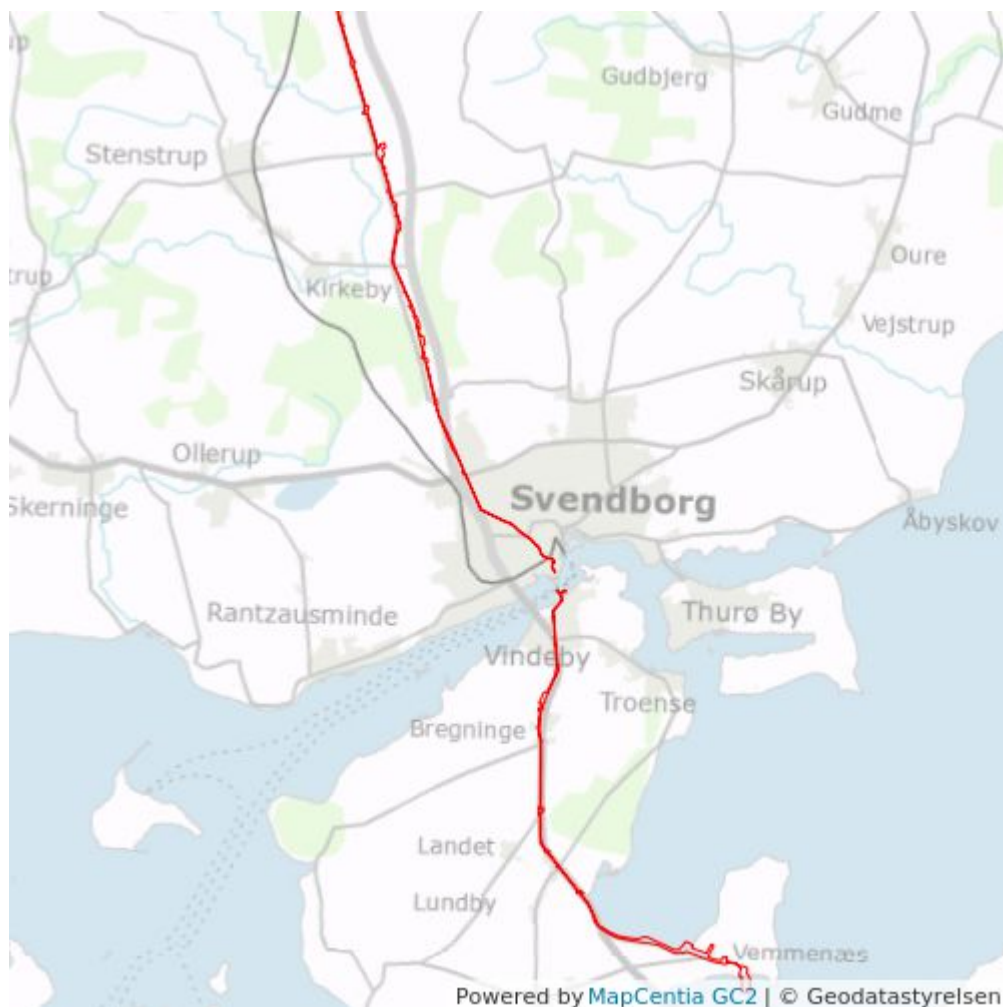 Gudbjerg
Gudme
Stenstrup
Oure
trup
Kirkeby
Vejstrup
Skårup
Ollerup
Skerninge
Svendborg
Åbyskov
Rantzausminde
Thurø By
Vindeby
Troense
Bregninge
Landet
Lundby
Vemmenæs
Powered by MapCentia GC2 | © Geodatastyrelsen